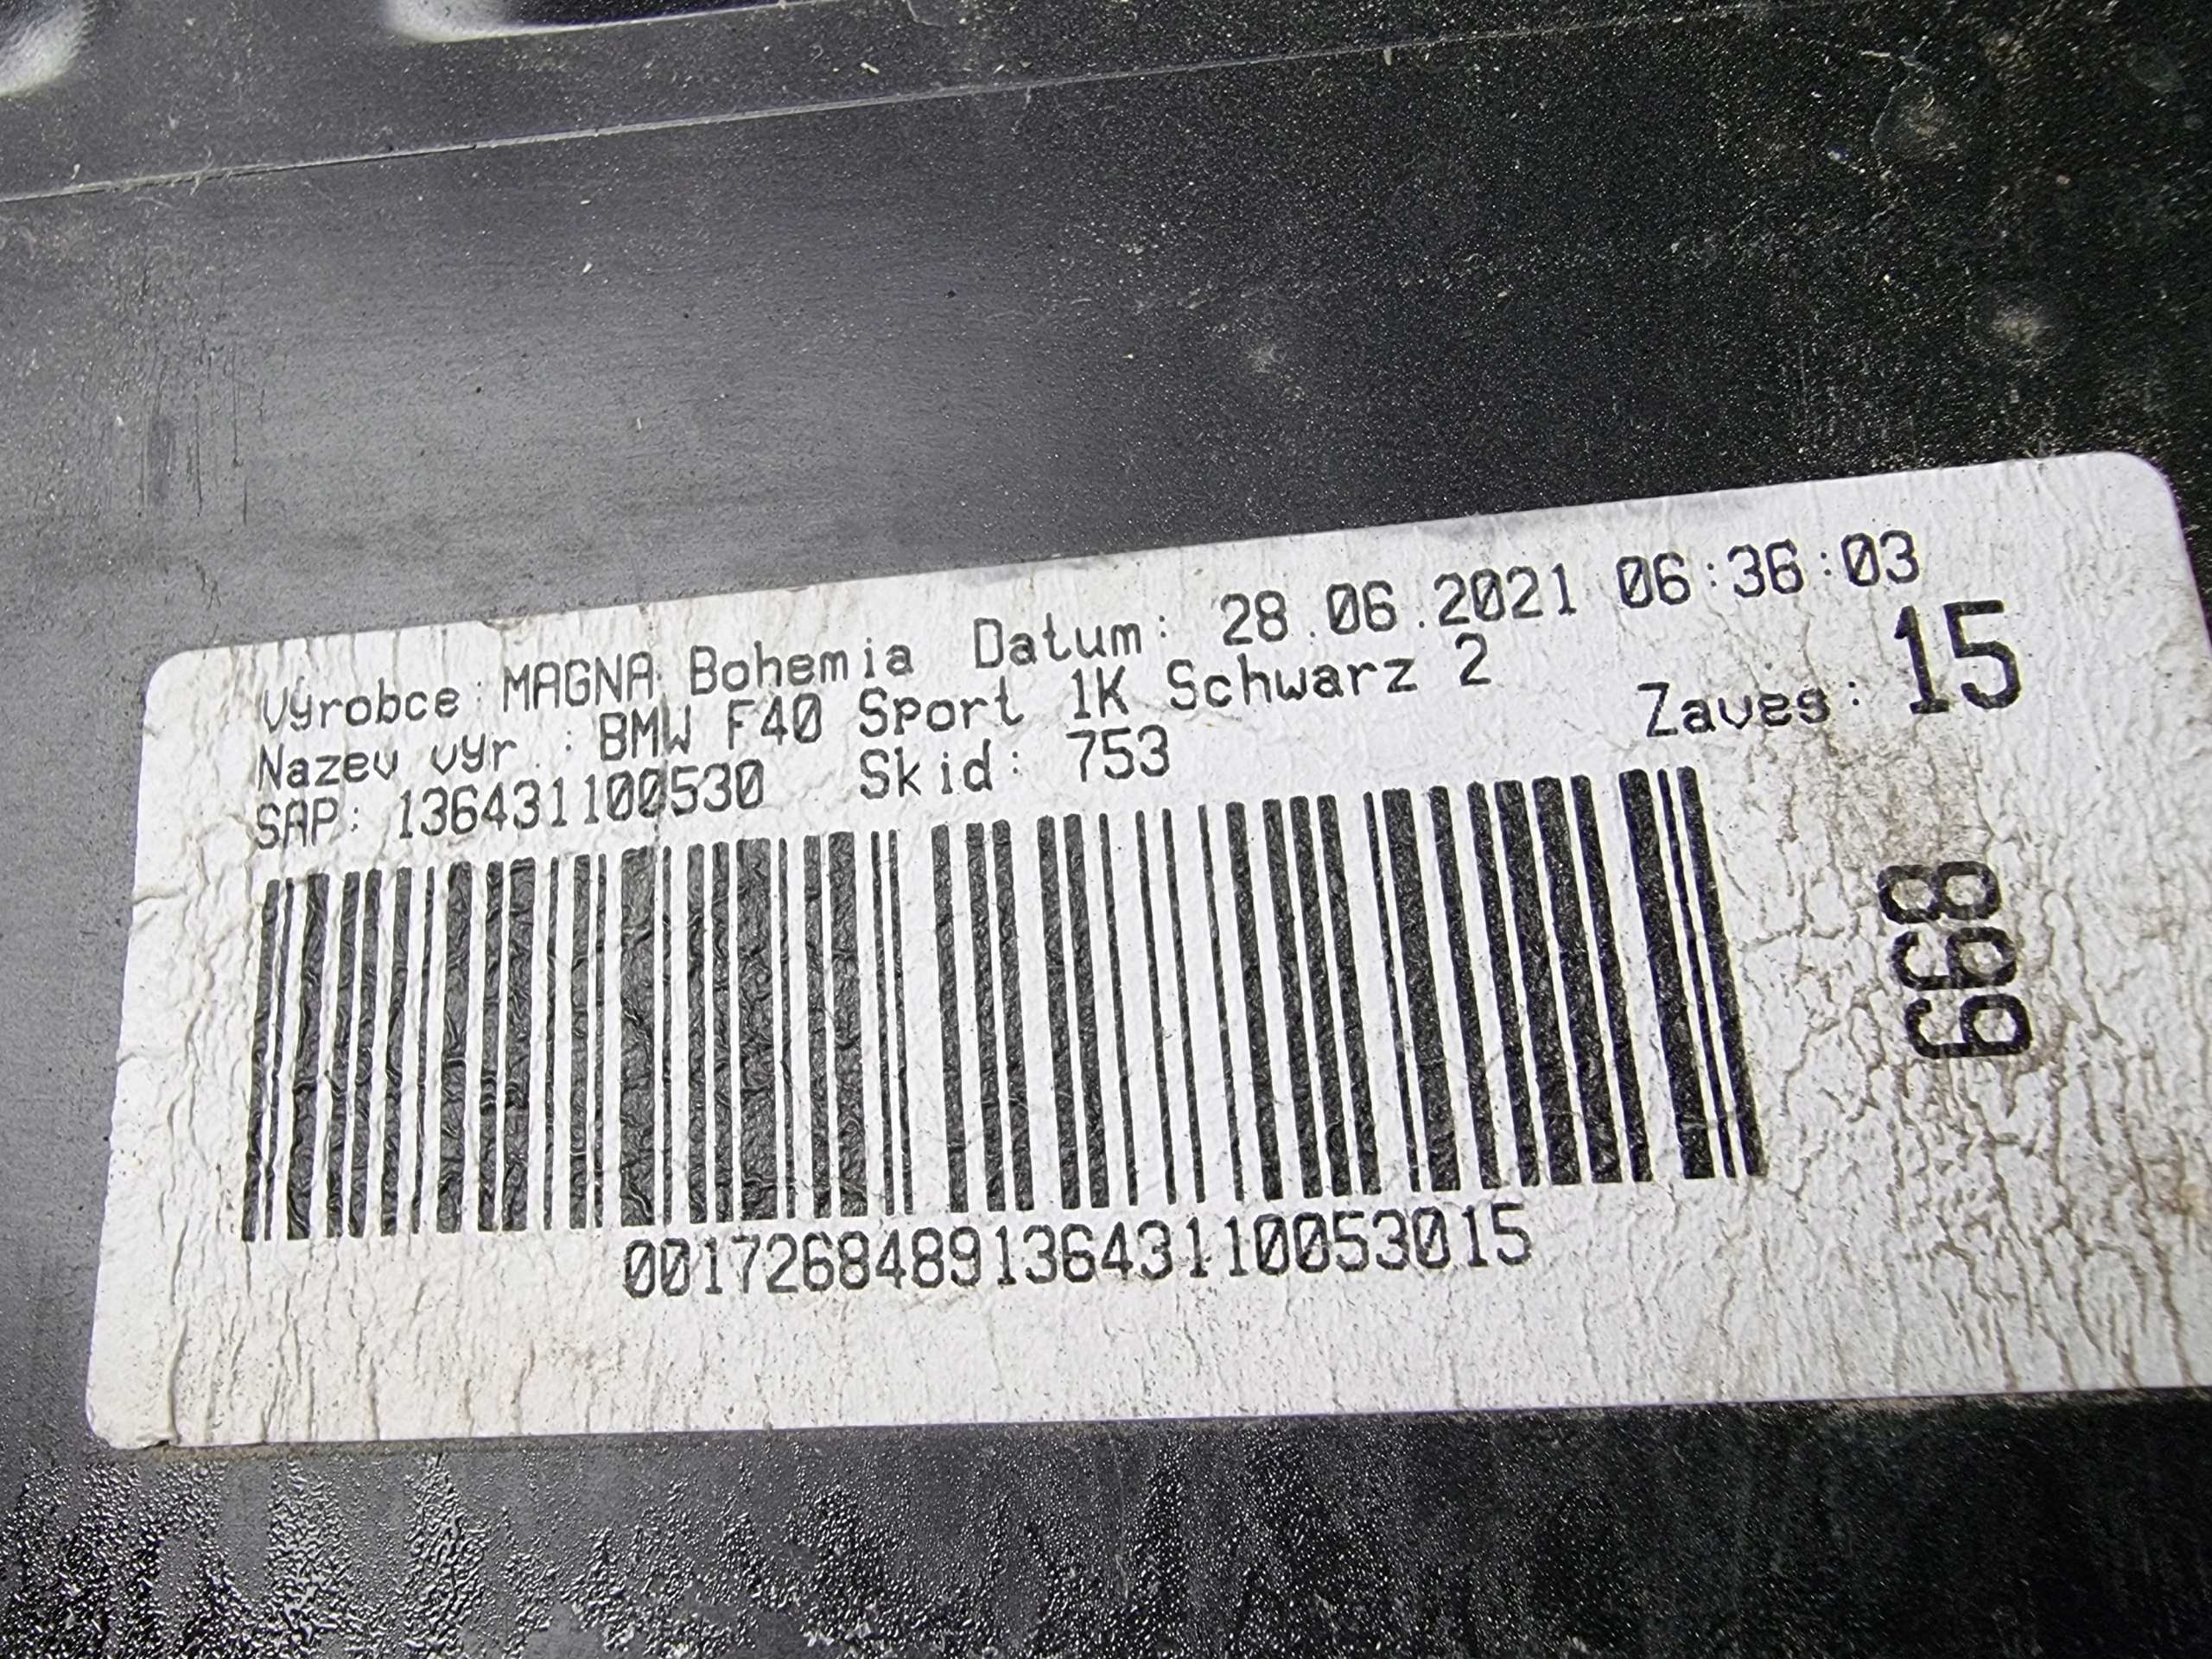 Vyrobce: MAGNA Bohemia Datum: 28.06.2021 06:36:03
Nazev vyr.: BMW F40 Sport 1K Schwarz 2
SAP: 136431100530 Skid: 753 Zaves: 15
668
001726848913643110053015